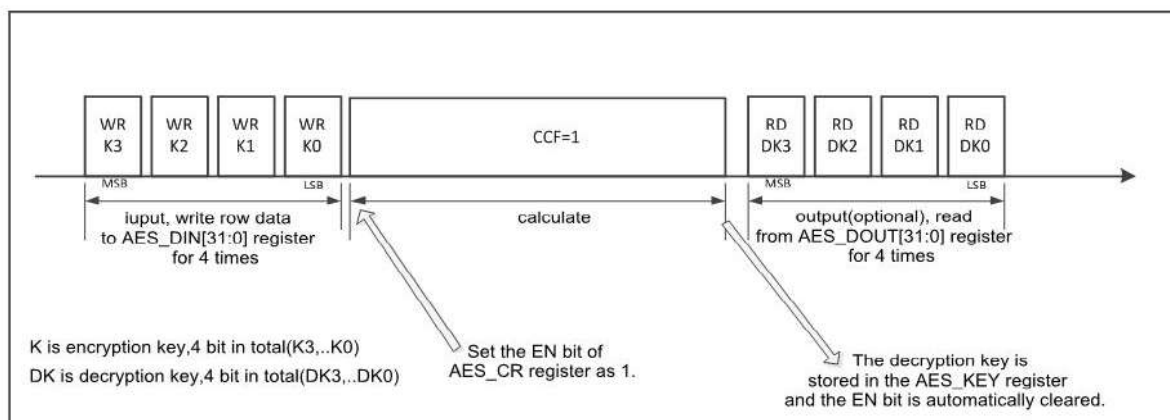 WR K3
WR K2
WR K1
WR K0
CCF=1
RD DK3
RD DK2
RD DK1
RD DK0
MSB
LSB
MSB
LSB
iuput, write row data
to AES_DIN[31:0] register
for 4 times
calculate
output(optional), read
from AES_DOUT[31:0] register
for 4 times
K is encryption key,4 bit in total(K3,..K0)
DK is decryption key,4 bit in total(DK3,..DK0)
Set the EN bit of
AES_CR register as 1.
The decryption key is
stored in the AES_KEY register
and the EN bit is automatically cleared.